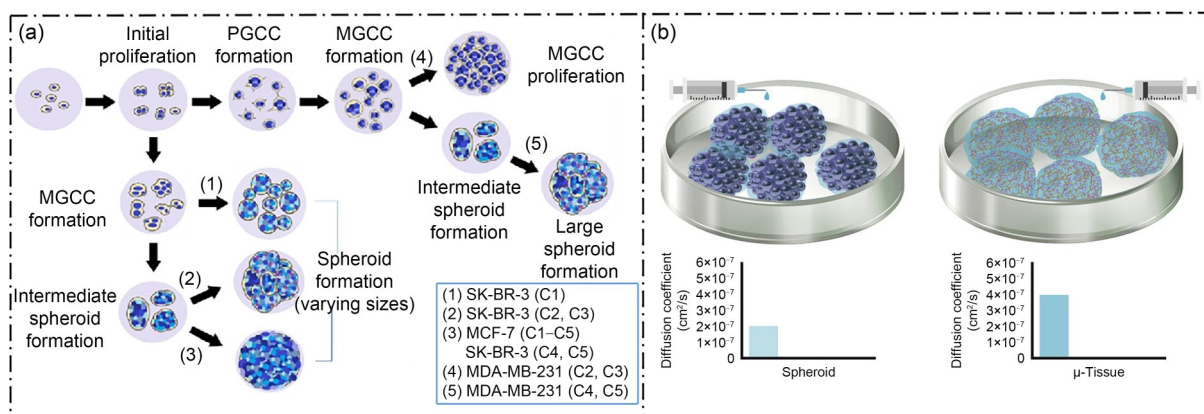 (a)
Initial
proliferation
PGCC
formation
MGCC
formation
(4)
MGCC
proliferation
(5)
Intermediate
spheroid
formation
Large
spheroid
formation
MGCC
formation
(1)
Intermediate
spheroid
formation
(2)
(3)
Spheroid
formation
(varying sizes)
(1) SK-BR-3 (C1)
(2) SK-BR-3 (C2, C3)
(3) MCF-7 (C1–C5)
SK-BR-3 (C4, C5)
(4) MDA-MB-231 (C2, C3)
(5) MDA-MB-231 (C4, C5)
(b)
Diffusion coefficient
(cm²/s)
6×10⁻⁷
5×10⁻⁷
4×10⁻⁷
3×10⁻⁷
2×10⁻⁷
1×10⁻⁷
0
Spheroid
Diffusion coefficient
(cm²/s)
6×10⁻⁷
5×10⁻⁷
4×10⁻⁷
3×10⁻⁷
2×10⁻⁷
1×10⁻⁷
0
μ-Tissue